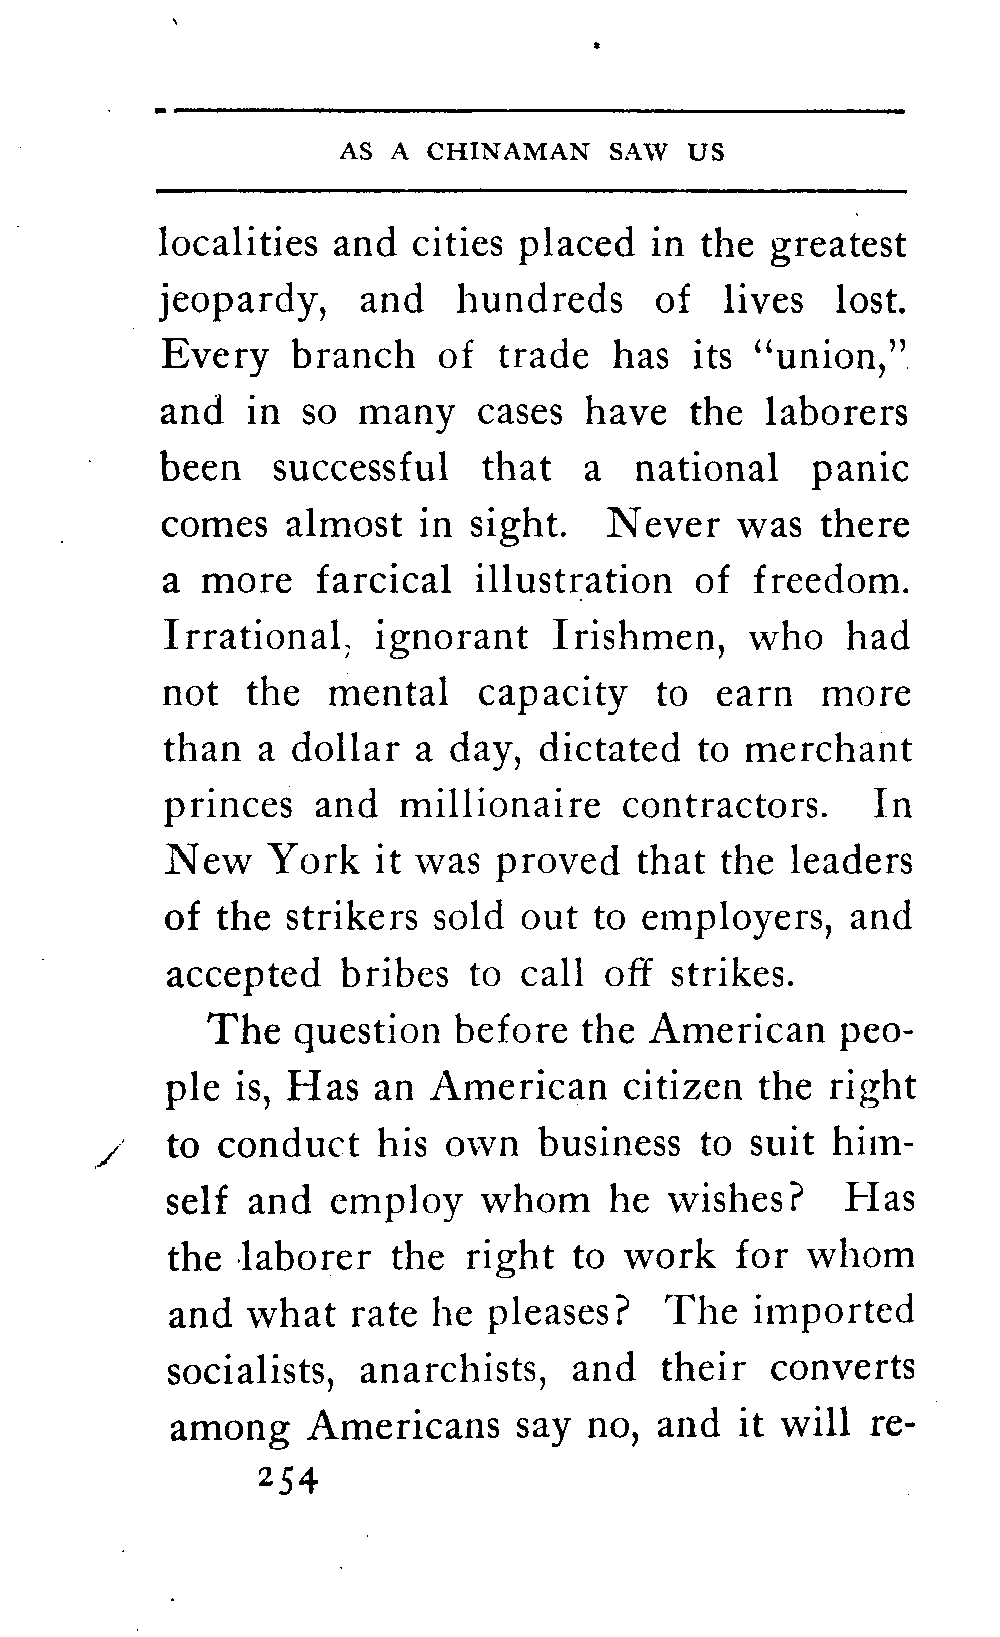 AS A CHINAMAN SAW US
localities and cities placed in the greatest
jeopardy, and hundreds of lives lost.
Every branch of trade has its “union,”
and in so many cases have the laborers
been successful that a national panic
comes almost in sight. Never was there
a more farcical illustration of freedom.
Irrational, ignorant Irishmen, who had
not the mental capacity to earn more
than a dollar a day, dictated to merchant
princes and millionaire contractors. In
New York it was proved that the leaders
of the strikers sold out to employers, and
accepted bribes to call off strikes.
The question before the American peo-
ple is, Has an American citizen the right
to conduct his own business to suit him-
self and employ whom he wishes? Has
the laborer the right to work for whom
and what rate he pleases? The imported
socialists, anarchists, and their converts
among Americans say no, and it will re-
254